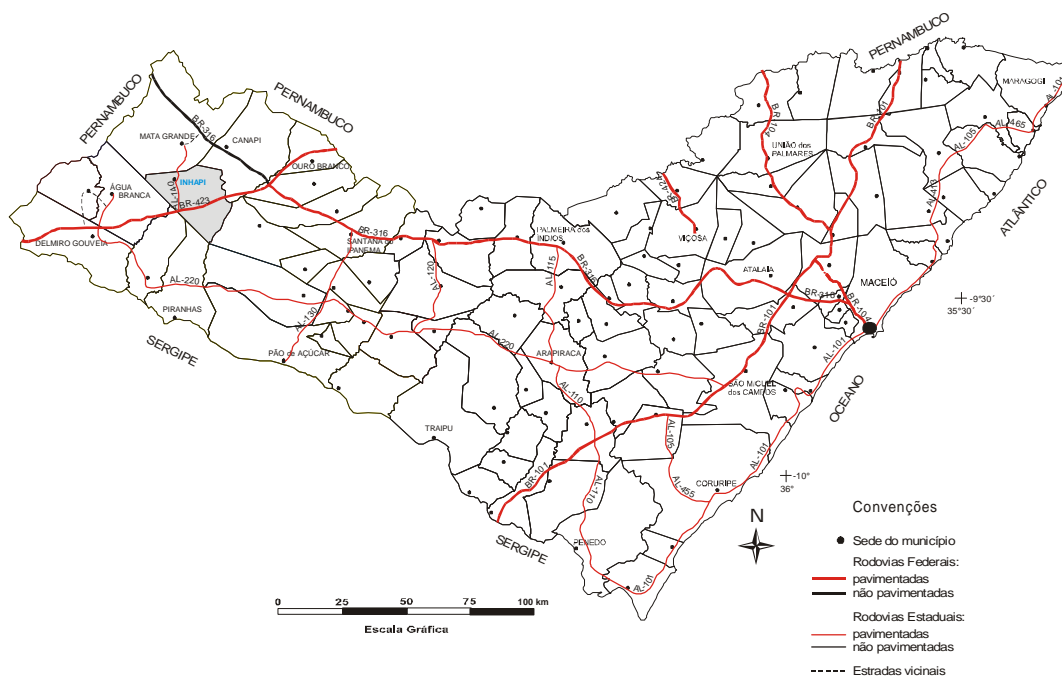 PERNAMBUCO
MARAGOGI
AL-101
AL-465
AL-105
BR-101
BR-104
UNIÃO dos
PALMARES
PERNAMBUCO
PERNAMBUCO
BR-316
MATA GRANDE
CANAPI
OURO BRANCO
INHAPI
AL-140
BR-423
ÁGUA
BRANCA
DELMIRO GOUVEIA
BR-424
VIÇOSA
AL-413
ATLÂNTICO
BR-316
SANTANA do
IPANEMA
PALMEIRA dos
ÍNDIOS
AL-120
AL-115
BR-316
ATALAIA
MACEIÓ
BR-316
BR-104
BR-101
-9°30´
35°30´
AL-220
PIRANHAS
AL-130
SERGIPE
PÃO de AÇÚCAR
AL-220
ARAPIRACA
AL-101
SÃO MIGUEL
dos CAMPOS
OCEANO
AL-110
TRAIPU
AL-105
AL-101
-10°
36°
BR-101
AL-110
AL-455
CORURIPE
SERGIPE
PENEDO
AL-101
N
0 25 50 75 100 km
Escala Gráfica
Convenções
Sede do município
Rodovias Federais:
pavimentadas
não pavimentadas
Rodovias Estaduais:
pavimentadas
não pavimentadas
Estradas vicinais